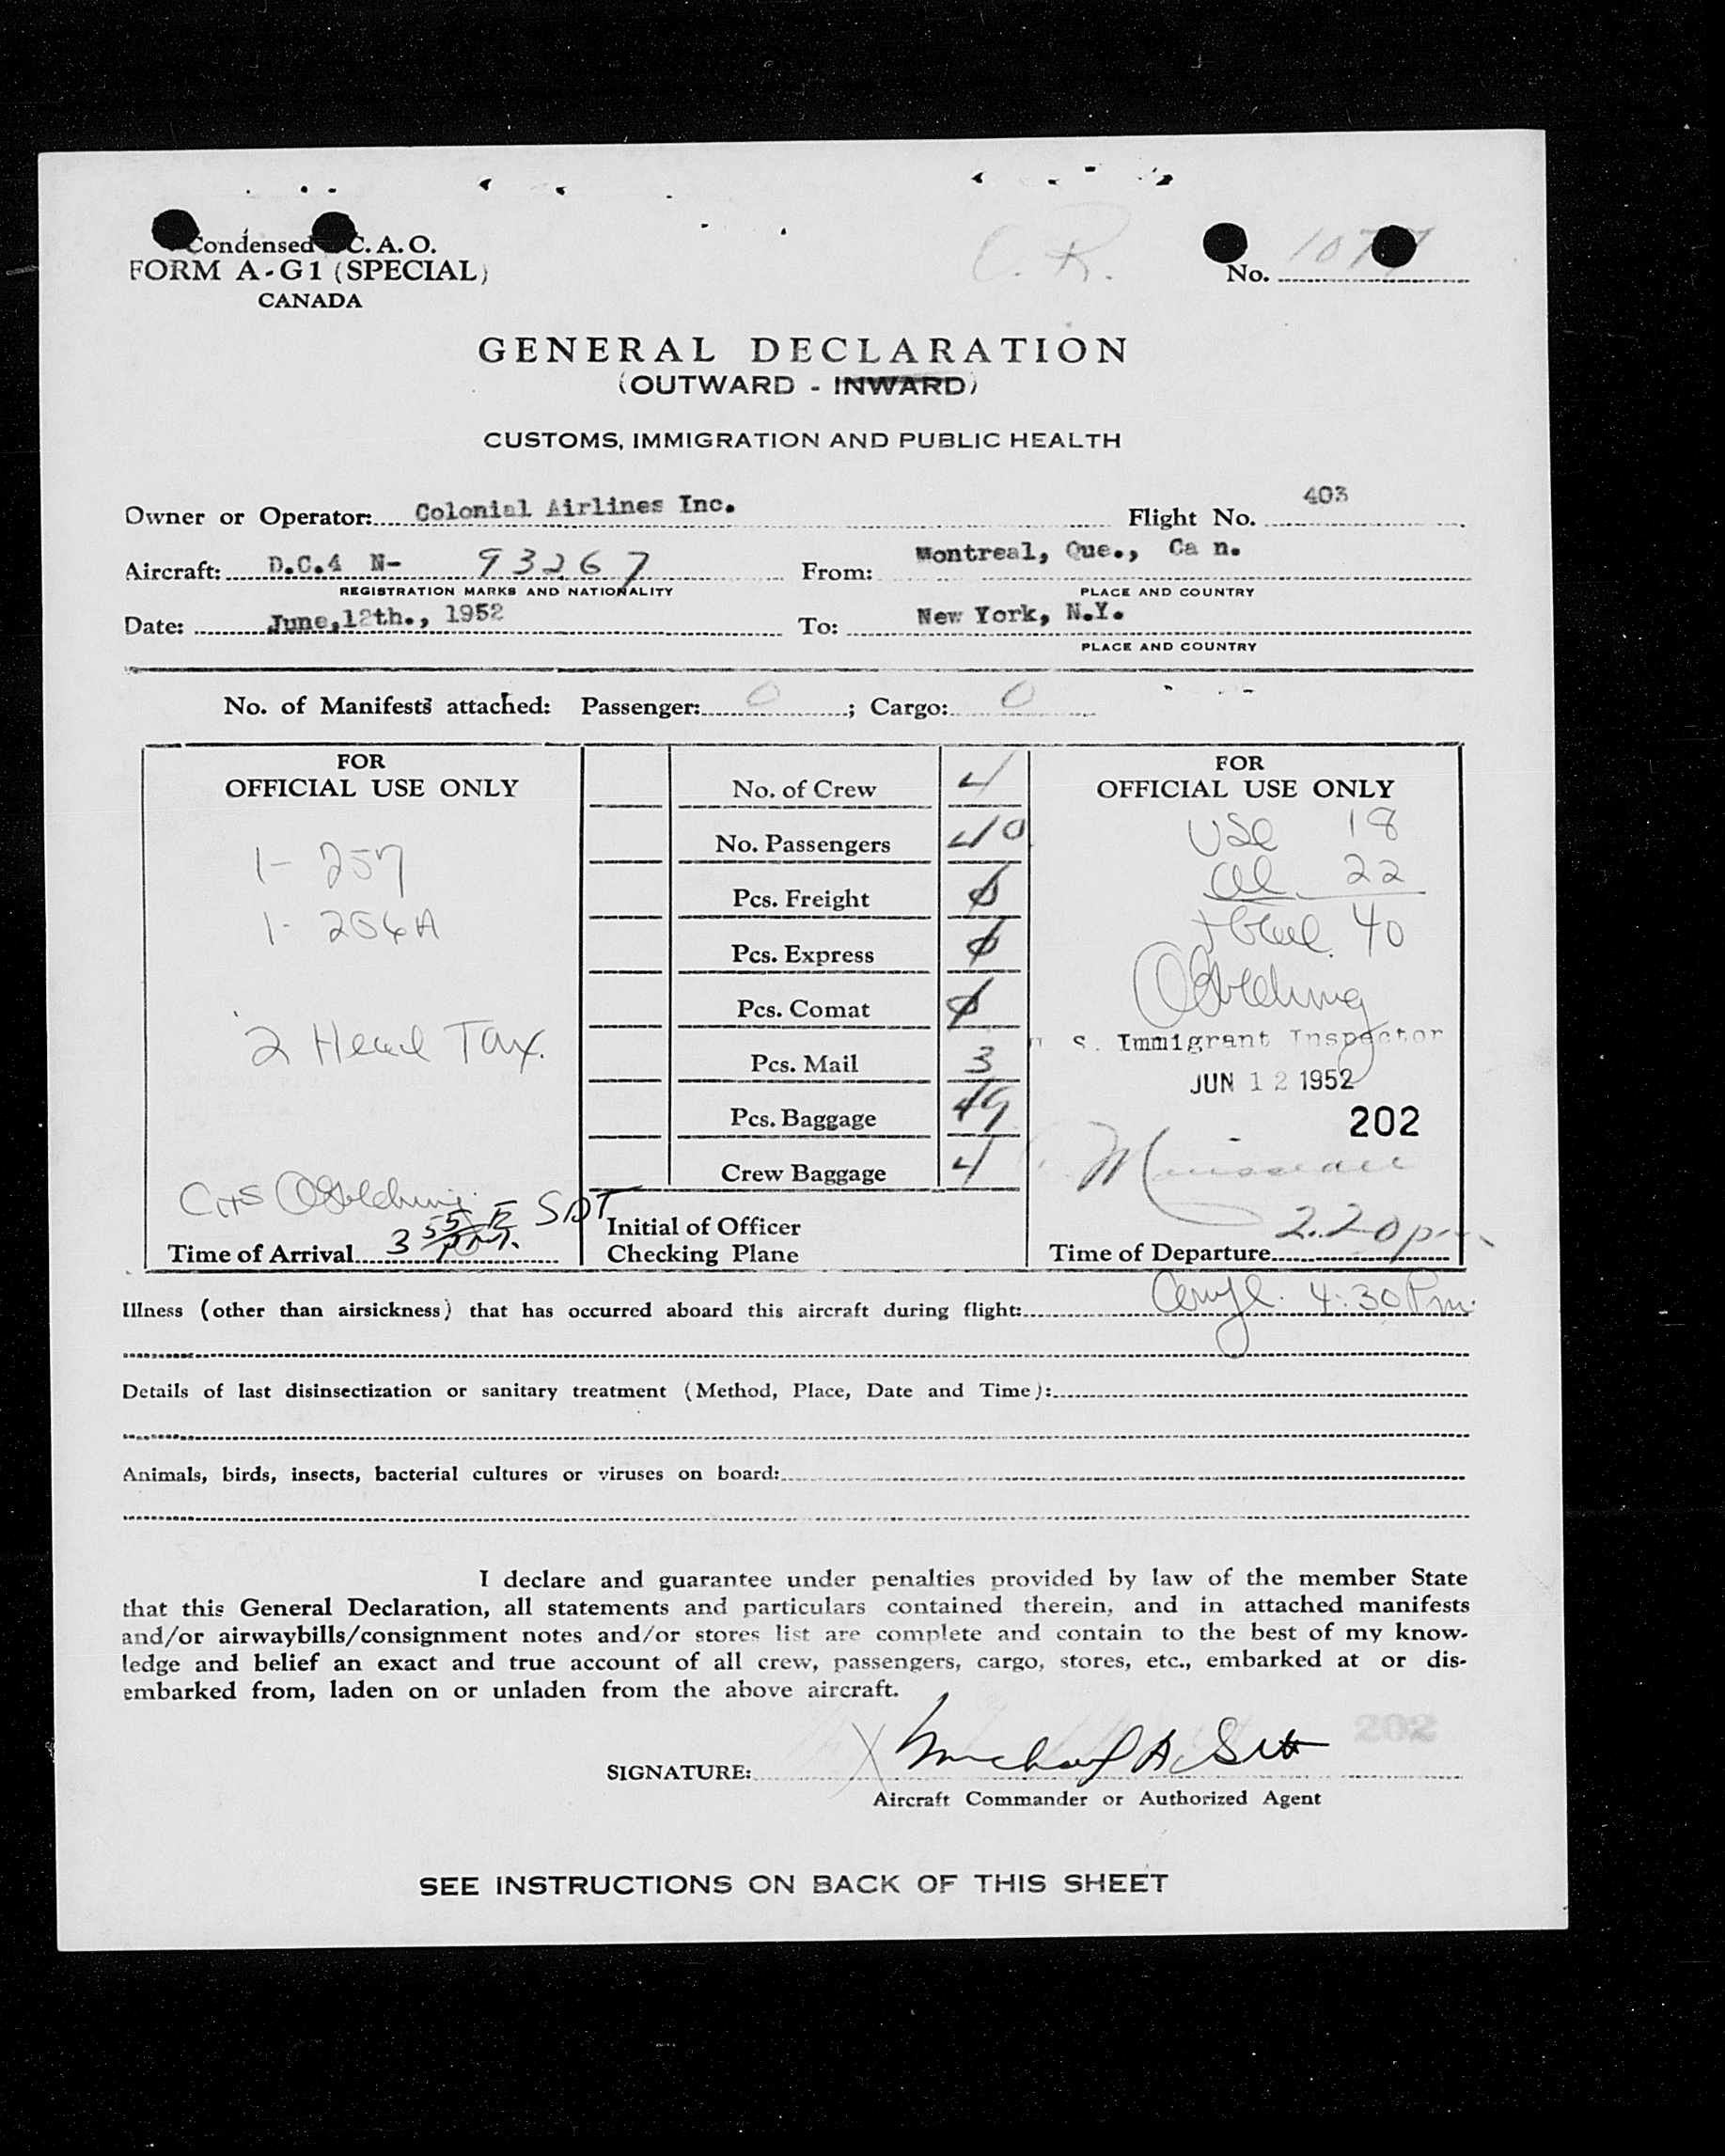 Condensed C. A. O.
FORM A-G1 (SPECIAL)
CANADA
C. R.
No. 1077
GENERAL DECLARATION
(OUTWARD - INWARD)
CUSTOMS, IMMIGRATION AND PUBLIC HEALTH
Owner or Operator: Colonial Airlines Inc. Flight No. 403
Aircraft: D.C.4 N- 93267 From: Montreal, Que., Ca n.
REGISTRATION MARKS AND NATIONALITY PLACE AND COUNTRY
Date: June,12th., 1952 To: New York, N.Y.
PLACE AND COUNTRY
No. of Manifests attached: Passenger: 0 ; Cargo: 0
FOR
OFFICIAL USE ONLY
1- 257
1- 256A
2 Head Tax.
Time of Arrival 3 55 P.M. E SDT
No. of Crew 4
No. Passengers 40
Pcs. Freight 0
Pcs. Express 0
Pcs. Comat 0
Pcs. Mail 3
Pcs. Baggage 49
Crew Baggage 4
Initial of Officer
Checking Plane
FOR
OFFICIAL USE ONLY
USC 18
al. 22
total 40
S. Immigrant Inspector
JUN 12 1952
202
Time of Departure 2.20 pm
Illness (other than airsickness) that has occurred aboard this aircraft during flight: 4:30 Pm.
Details of last disinsectization or sanitary treatment (Method, Place, Date and Time):
Animals, birds, insects, bacterial cultures or viruses on board:
I declare and guarantee under penalties provided by law of the member State
that this General Declaration, all statements and particulars contained therein, and in attached manifests
and/or airwaybills/consignment notes and/or stores list are complete and contain to the best of my know-
ledge and belief an exact and true account of all crew, passengers, cargo, stores, etc., embarked at or dis-
embarked from, laden on or unladen from the above aircraft.
202
SIGNATURE: X Michael A
Aircraft Commander or Authorized Agent
SEE INSTRUCTIONS ON BACK OF THIS SHEET